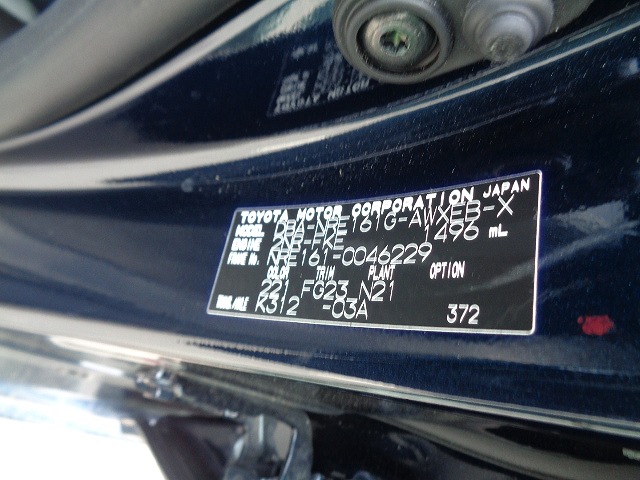 TOYOTA MOTOR CORPORATION JAPAN
MODEL DBA-NRE161G-AWXEB-X
ENGINE 2NR-FKE 1496 mL
FRAME No. NRE161-0046229
COLOR TRIM PLANT OPTION
221 FG23 N21
TRANS,AXLE K312 -03A 372